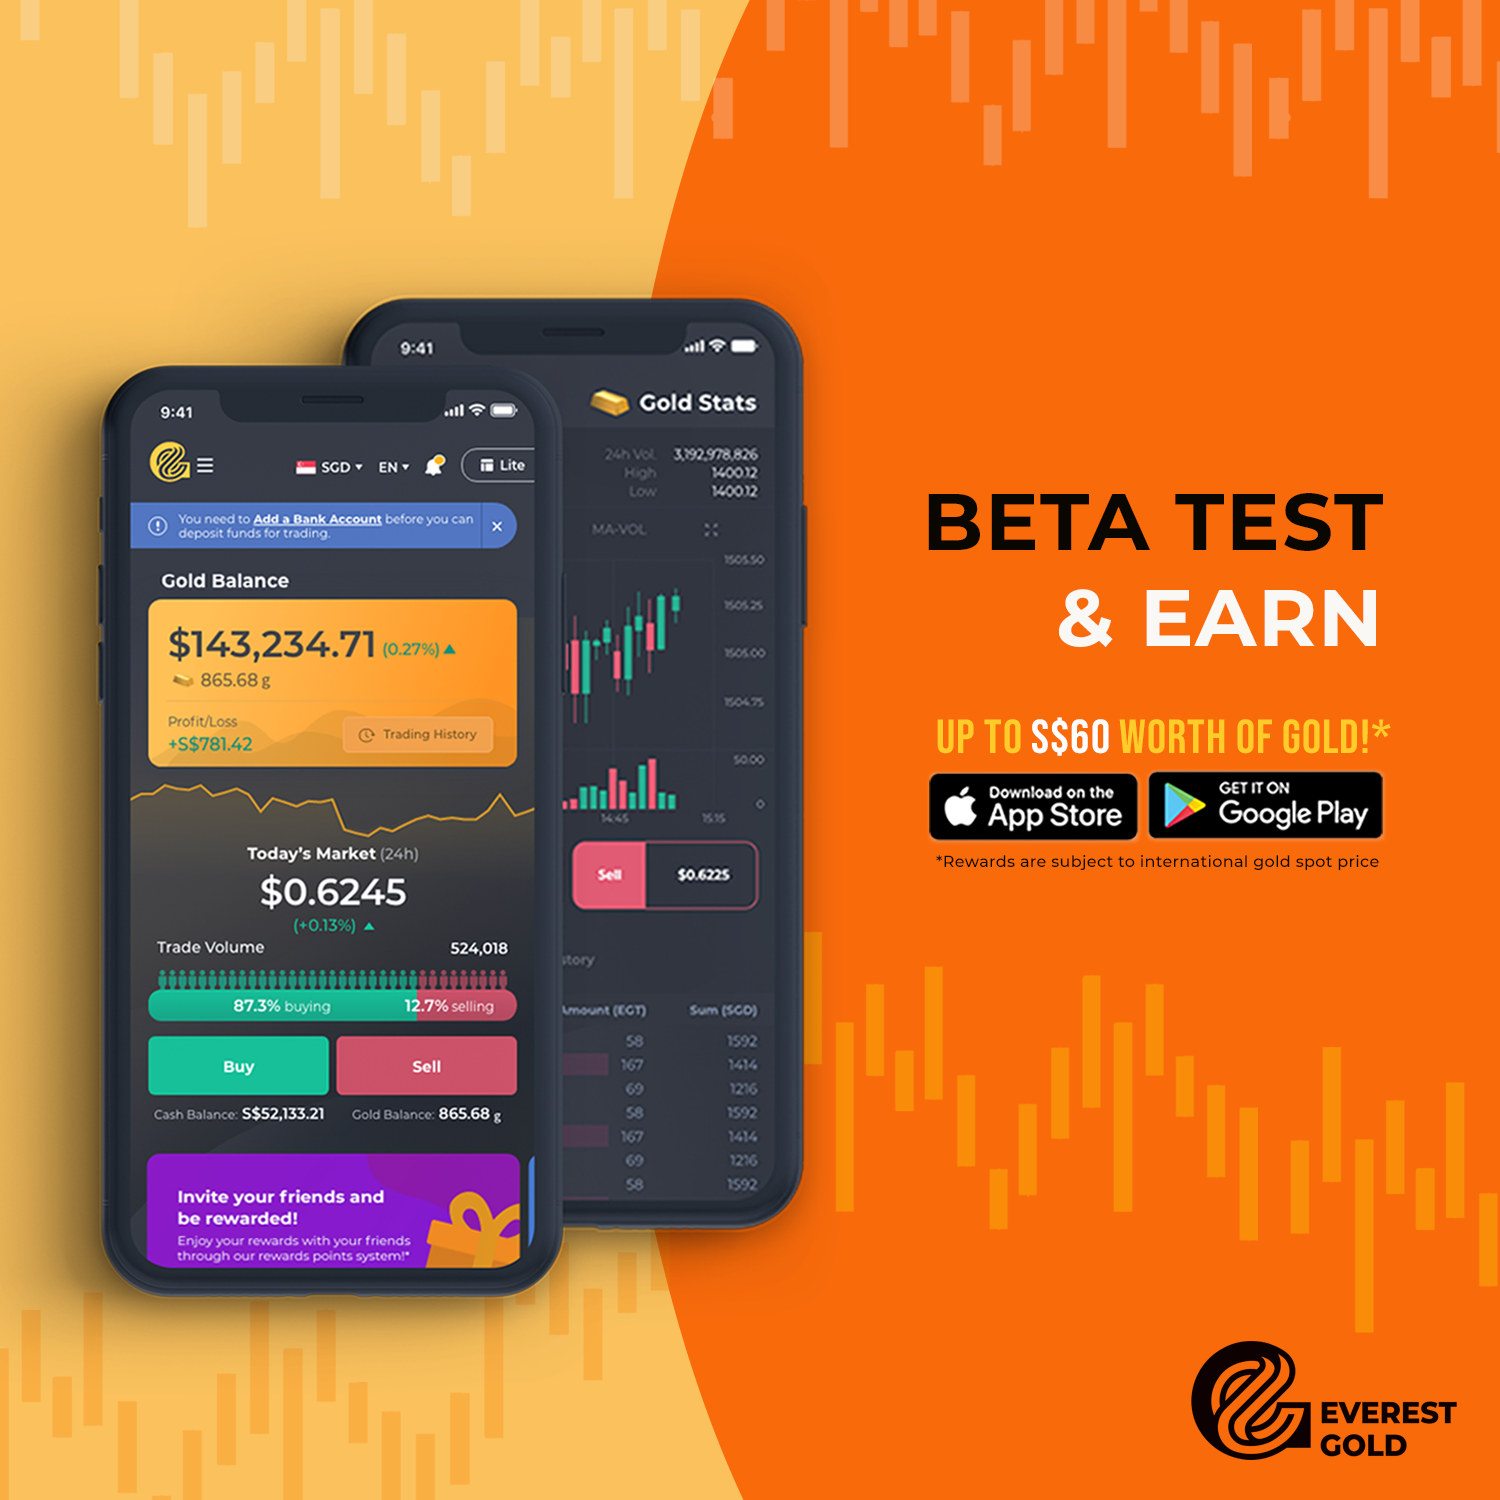 9:41
SGD
EN
Lite
You need to Add a Bank Account before you can
deposit funds for trading.
Gold Balance
$143,234.71 (0.27%)
865.68 g
Profit/Loss
+S$781.42
Trading History
Today's Market (24h)
$0.6245
(+0.13%)
Trade Volume 524,018
87.3% buying 12.7% selling
Buy Sell
Cash Balance: S$52,133.21 Gold Balance: 865.68 g
Invite your friends and
be rewarded!
Enjoy your rewards with your friends
through our rewards points system!*
9:41
Gold Stats
24h Vol. 3,192,978,826
High 1400.12
Low 1400.12
MA-VOL
1505.50
1505.25
1505.00
1504.75
50.00
0
14:45 15:15
Sell $0.6225
story
Amount (EGT) Sum (SGD)
58 1592
167 1414
69 1216
58 1592
167 1414
69 1216
58 1592
BETA TEST
& EARN
UP TO S$60 WORTH OF GOLD!*
Download on the
App Store
GET IT ON
Google Play
*Rewards are subject to international gold spot price
EVEREST
GOLD